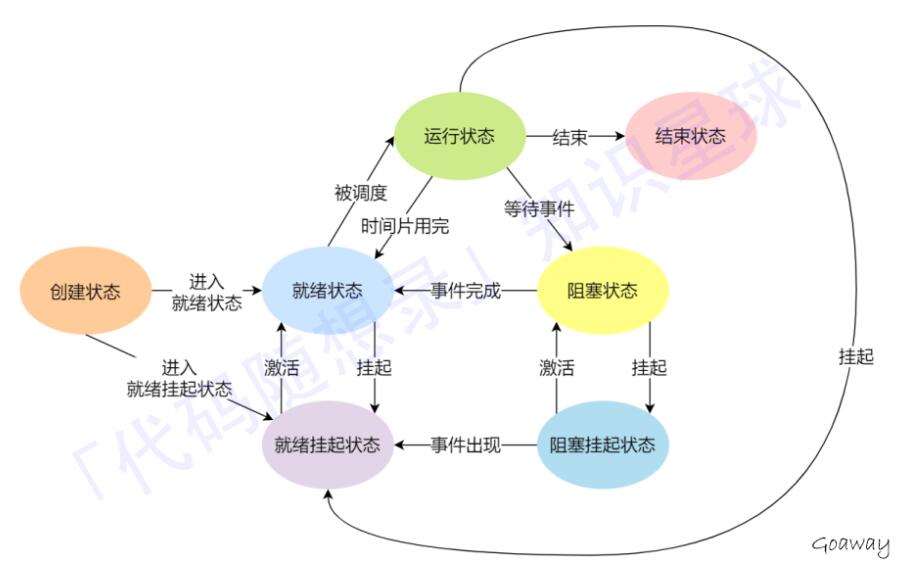 运行状态
结束
结束状态
被调度
时间片用完
等待事件
创建状态
进入
就绪状态
就绪状态
事件完成
阻塞状态
进入
就绪挂起状态
激活
挂起
激活
挂起
挂起
就绪挂起状态
事件出现
阻塞挂起状态
「代码随想录」知识星球
Goaway